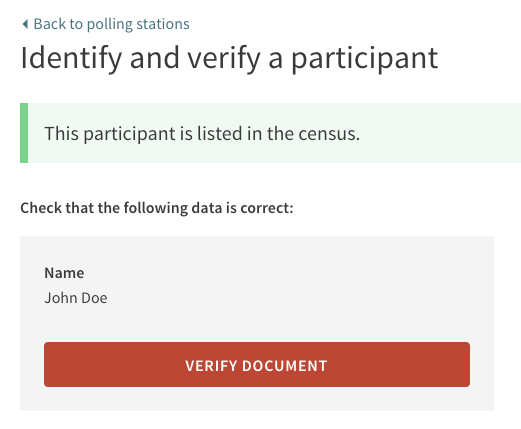 Back to polling stations
Identify and verify a participant
This participant is listed in the census.
Check that the following data is correct:
Name
John Doe
VERIFY DOCUMENT